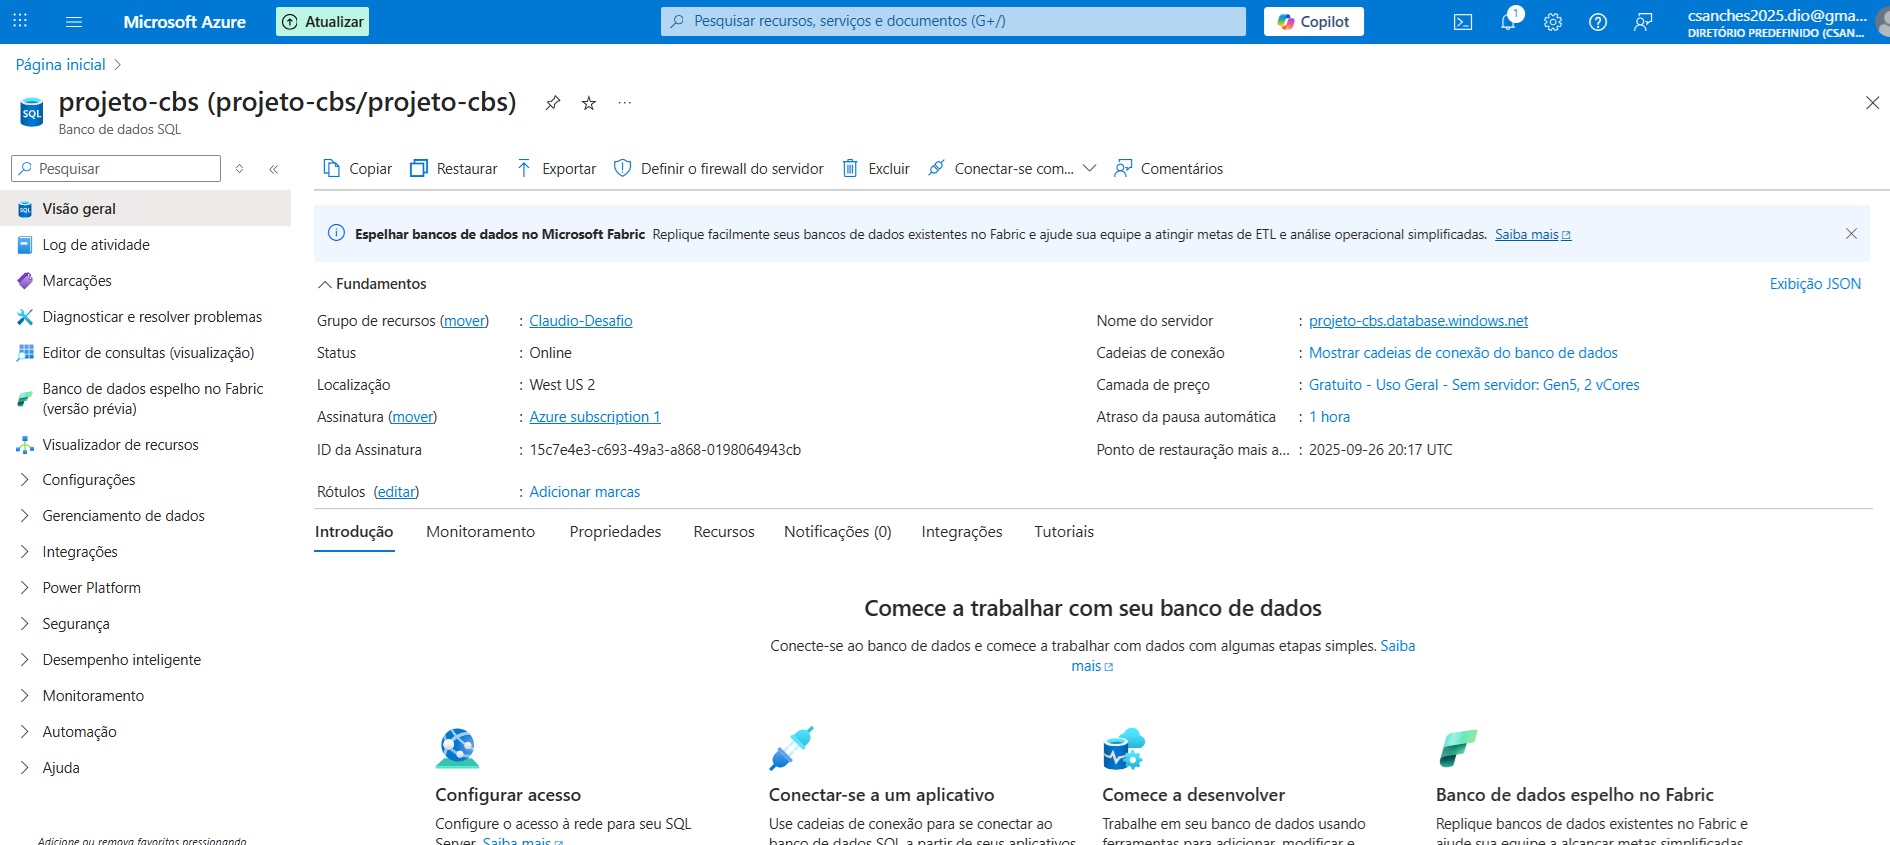 Microsoft Azure
Atualizar
Pesquisar recursos, serviços e documentos (G+/)
Copilot
1
csanches2025.dio@gma...
DIRETÓRIO PREDEFINIDO (CSAN...
Página inicial
projeto-cbs (projeto-cbs/projeto-cbs)
Banco de dados SQL
Pesquisar
Copiar
Restaurar
Exportar
Definir o firewall do servidor
Excluir
Conectar-se com...
Comentários
Visão geral
Log de atividade
Marcações
Diagnosticar e resolver problemas
Editor de consultas (visualização)
Banco de dados espelho no Fabric
(versão prévia)
Visualizador de recursos
Configurações
Gerenciamento de dados
Integrações
Power Platform
Segurança
Desempenho inteligente
Monitoramento
Automação
Ajuda
Adicione ou remova favoritos pressionando
Espelhar bancos de dados no Microsoft Fabric Replique facilmente seus bancos de dados existentes no Fabric e ajude sua equipe a atingir metas de ETL e análise operacional simplificadas. Saiba mais
Fundamentos
Exibição JSON
Grupo de recursos (mover) : Claudio-Desafio
Status : Online
Localização : West US 2
Assinatura (mover) : Azure subscription 1
ID da Assinatura : 15c7e4e3-c693-49a3-a868-0198064943cb
Rótulos (editar) : Adicionar marcas
Nome do servidor : projeto-cbs.database.windows.net
Cadeias de conexão : Mostrar cadeias de conexão do banco de dados
Camada de preço : Gratuito - Uso Geral - Sem servidor: Gen5, 2 vCores
Atraso da pausa automática : 1 hora
Ponto de restauração mais a... : 2025-09-26 20:17 UTC
Introdução
Monitoramento
Propriedades
Recursos
Notificações (0)
Integrações
Tutoriais
Comece a trabalhar com seu banco de dados
Conecte-se ao banco de dados e comece a trabalhar com dados com algumas etapas simples. Saiba
mais
Configurar acesso
Configure o acesso à rede para seu SQL
Server. Saiba mais
Conectar-se a um aplicativo
Use cadeias de conexão para se conectar ao
banco de dados SQL a partir de seus aplicativos
Comece a desenvolver
Trabalhe em seu banco de dados usando
ferramentas para adicionar, modificar e
Banco de dados espelho no Fabric
Replique bancos de dados existentes no Fabric e
ajude sua equipe a alcançar metas simplificadas